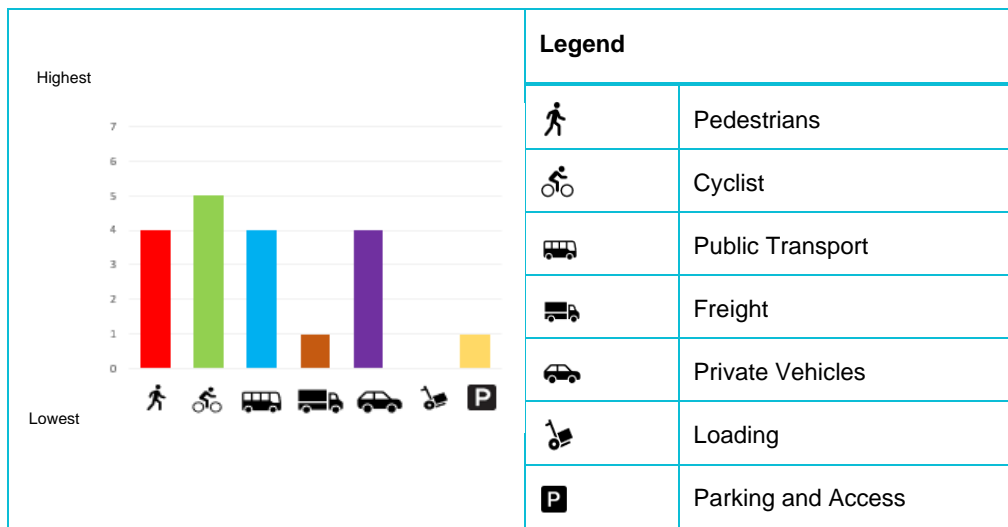 Highest
7
6
5
4
3
2
1
0
P
Lowest
Legend
Pedestrians
Cyclist
Public Transport
Freight
Private Vehicles
Loading
P Parking and Access